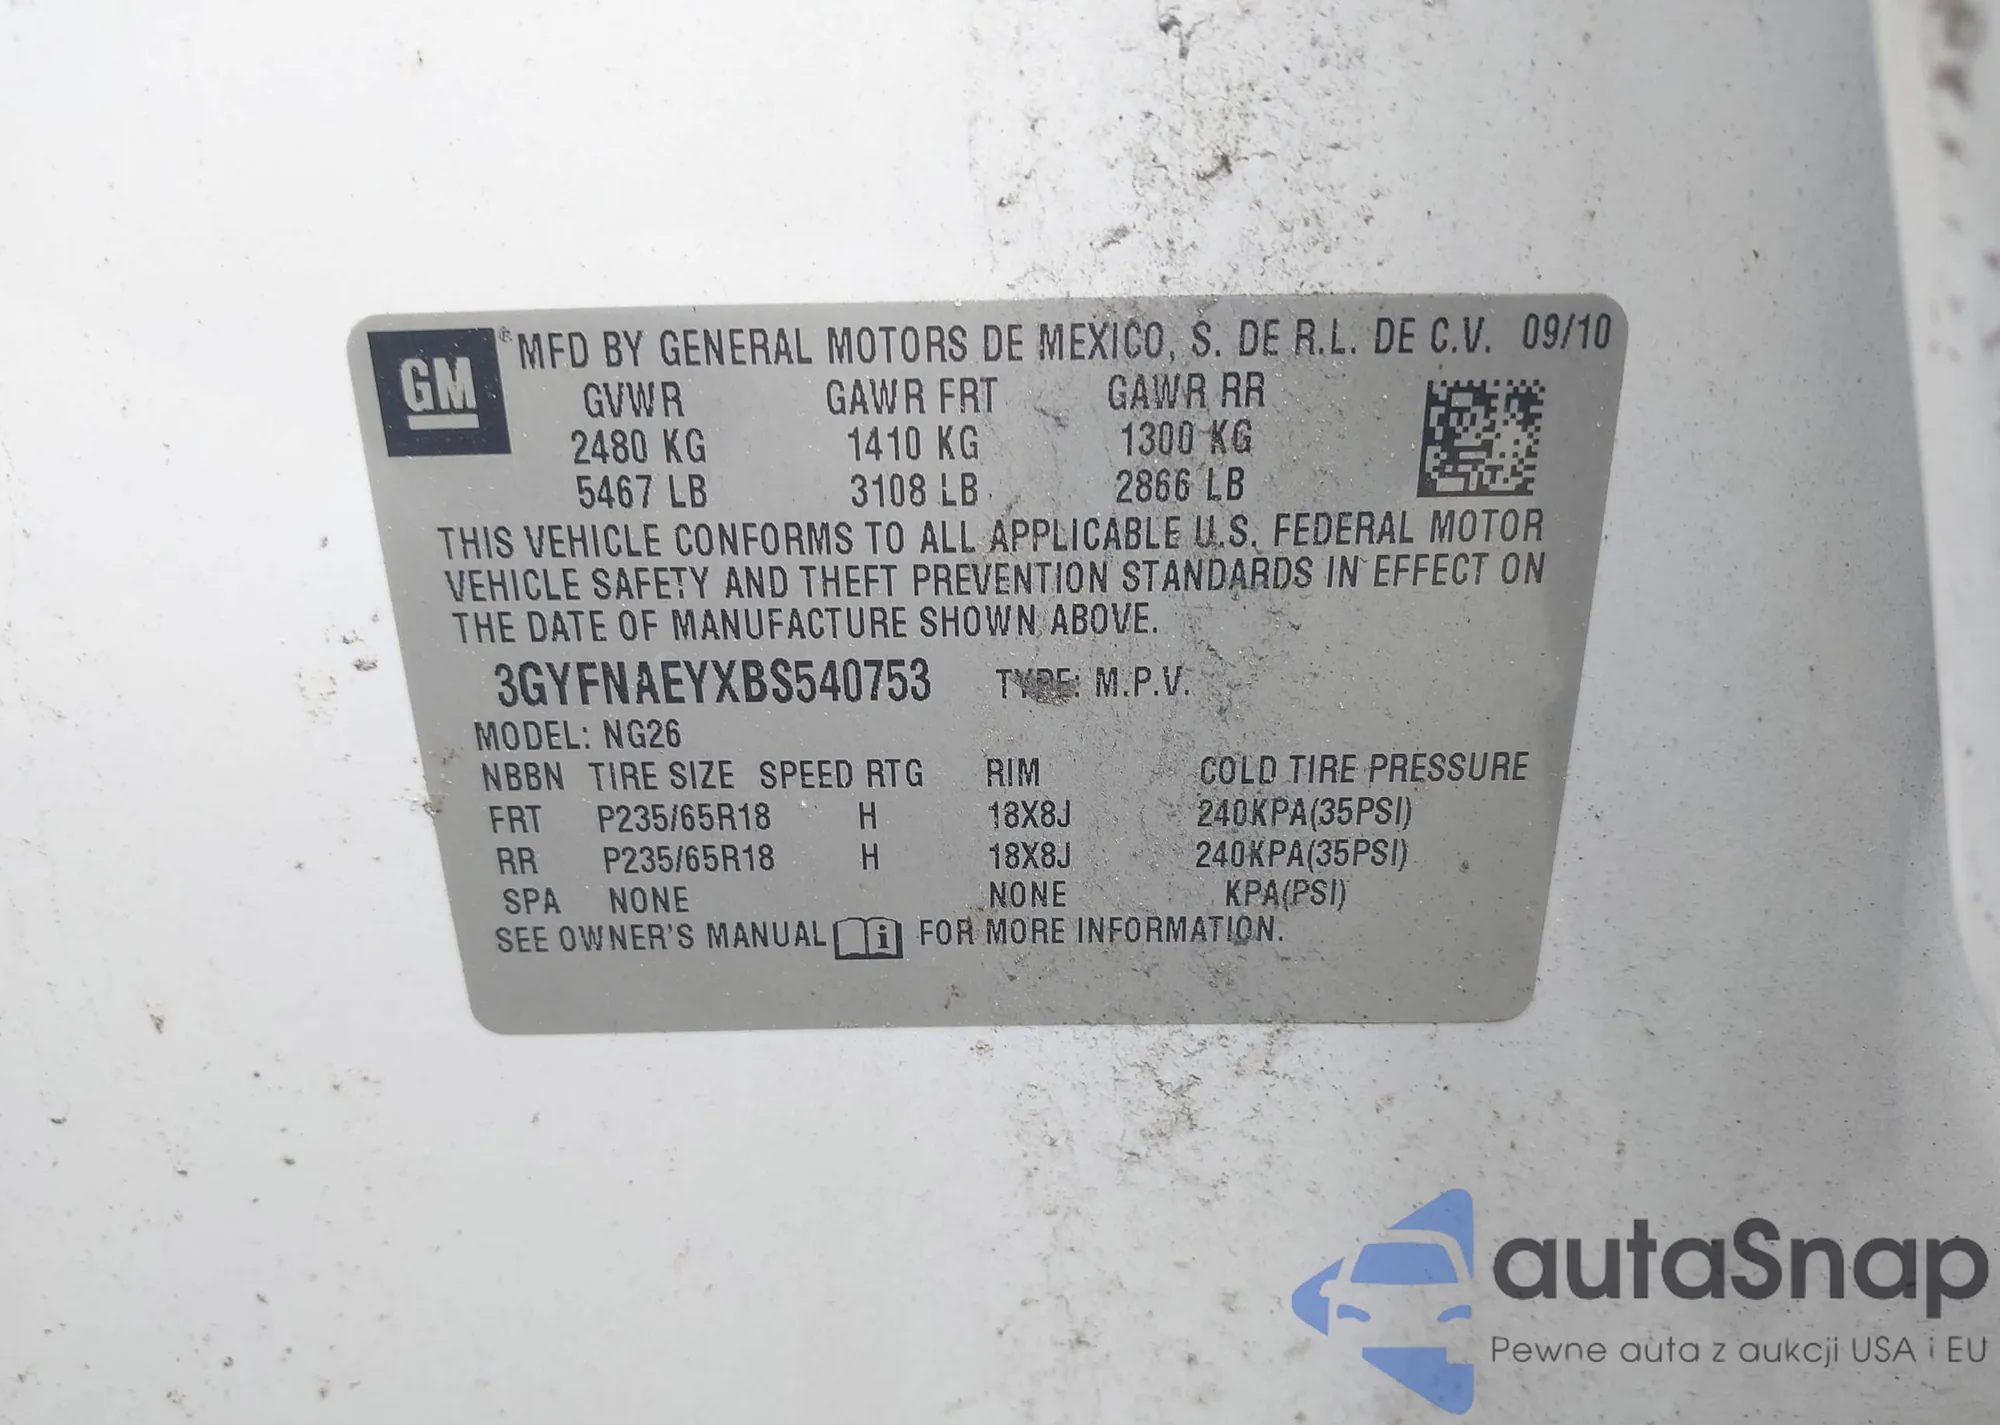 GM ® MFD BY GENERAL MOTORS DE MEXICO, S. DE R.L. DE C.V. 09/10
GVWR GAWR FRT GAWR RR
2480 KG 1410 KG 1300 KG
5467 LB 3108 LB 2866 LB
THIS VEHICLE CONFORMS TO ALL APPLICABLE U.S. FEDERAL MOTOR
VEHICLE SAFETY AND THEFT PREVENTION STANDARDS IN EFFECT ON
THE DATE OF MANUFACTURE SHOWN ABOVE.
3GYFNAEYXBS540753 TYPE: M.P.V.
MODEL: NG26
NBBN TIRE SIZE SPEED RTG RIM COLD TIRE PRESSURE
FRT P235/65R18 H 18X8J 240KPA(35PSI)
RR P235/65R18 H 18X8J 240KPA(35PSI)
SPA NONE NONE KPA(PSI)
SEE OWNER'S MANUAL i FOR MORE INFORMATION.
autaSnap
Pewne auta z aukcji USA i EU